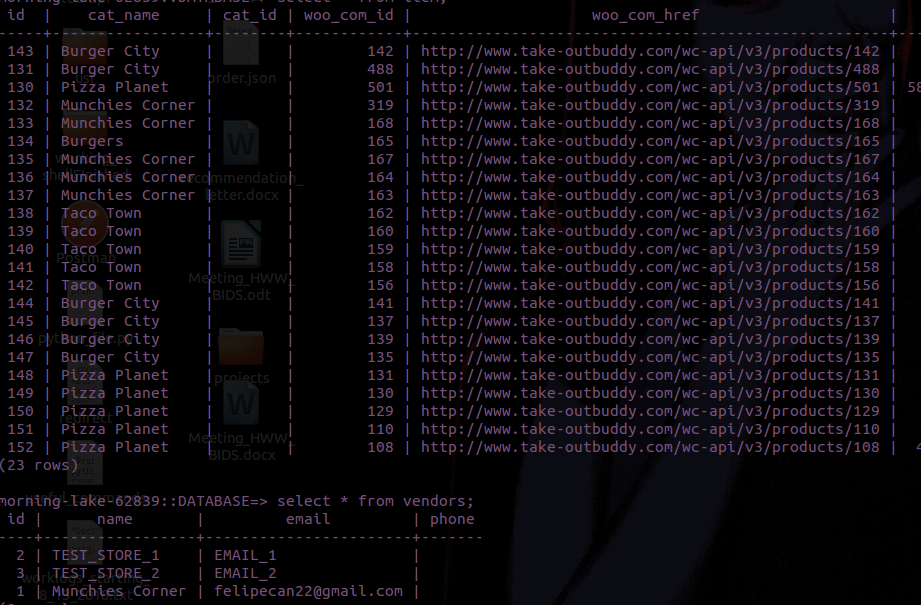 morning-lake-62839::DATABASE=> select * from item;
id | cat_name | cat_id | woo_com_id | woo_com_href |
-----+----------------+--------+------------+-----------------------------------------------------+
143 | Burger City | | 142 | http://www.take-outbuddy.com/wc-api/v3/products/142 |
131 | Burger City | | 488 | http://www.take-outbuddy.com/wc-api/v3/products/488 |
130 | Pizza Planet | | 501 | http://www.take-outbuddy.com/wc-api/v3/products/501 | 58
132 | Munchies Corner | | 319 | http://www.take-outbuddy.com/wc-api/v3/products/319 |
133 | Munchies Corner | | 168 | http://www.take-outbuddy.com/wc-api/v3/products/168 |
134 | Burgers | | 165 | http://www.take-outbuddy.com/wc-api/v3/products/165 |
135 | Munchies Corner | | 167 | http://www.take-outbuddy.com/wc-api/v3/products/167 |
136 | Munchies Corner | | 164 | http://www.take-outbuddy.com/wc-api/v3/products/164 |
137 | Munchies Corner | | 163 | http://www.take-outbuddy.com/wc-api/v3/products/163 |
138 | Taco Town | | 162 | http://www.take-outbuddy.com/wc-api/v3/products/162 |
139 | Taco Town | | 160 | http://www.take-outbuddy.com/wc-api/v3/products/160 |
140 | Taco Town | | 159 | http://www.take-outbuddy.com/wc-api/v3/products/159 |
141 | Taco Town | | 158 | http://www.take-outbuddy.com/wc-api/v3/products/158 |
142 | Taco Town | | 156 | http://www.take-outbuddy.com/wc-api/v3/products/156 |
144 | Burger City | | 141 | http://www.take-outbuddy.com/wc-api/v3/products/141 |
145 | Burger City | | 137 | http://www.take-outbuddy.com/wc-api/v3/products/137 |
146 | Burger City | | 139 | http://www.take-outbuddy.com/wc-api/v3/products/139 |
147 | Burger City | | 135 | http://www.take-outbuddy.com/wc-api/v3/products/135 |
148 | Pizza Planet | | 131 | http://www.take-outbuddy.com/wc-api/v3/products/131 |
149 | Pizza Planet | | 130 | http://www.take-outbuddy.com/wc-api/v3/products/130 |
150 | Pizza Planet | | 129 | http://www.take-outbuddy.com/wc-api/v3/products/129 |
151 | Pizza Planet | | 110 | http://www.take-outbuddy.com/wc-api/v3/products/110 |
152 | Pizza Planet | | 108 | http://www.take-outbuddy.com/wc-api/v3/products/108 | 4
(23 rows)
morning-lake-62839::DATABASE=> select * from vendors;
id | name | email | phone
----+-----------------+-----------------------+-------
2 | TEST_STORE_1 | EMAIL_1 |
3 | TEST_STORE_2 | EMAIL_2 |
1 | Munchies Corner | felipecan22@gmail.com |
order.json
recommendation_
letter.docx
Postman
Meeting_HWW_
BIDS.odt
projects
redirect
Meeting_HWW_
BIDS.docx